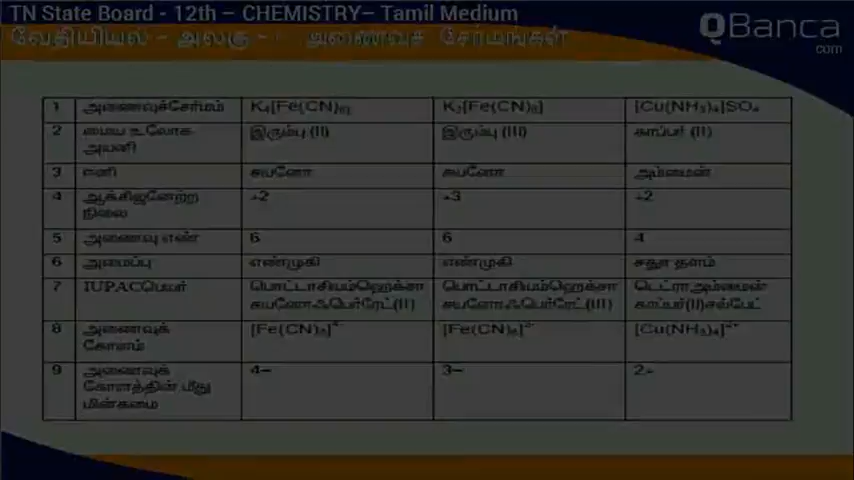 TN State Board - 12th – CHEMISTRY– Tamil Medium
வேதியியல் - அலகு - அணைவுச் சேர்மங்கள்
QBanca
.com
1 அணைவுச்சேர்மம் K₄[Fe(CN)₆] K₃[Fe(CN)₆] [Cu(NH₃)₄]SO₄
2 மைய உலோக இரும்பு (II) இரும்பு (III) காப்பர் (II)
அயனி
3 ஈனி சயனோ சயனோ அம்மைன்
4 ஆக்சிஜனேற்ற +2 +3 +2
நிலை
5 அணைவு எண் 6 6 4
6 அமைப்பு எண்முகி எண்முகி சதுர தளம்
7 IUPACபெயர் பொட்டாசியம்ஹெக்சா பொட்டாசியம்ஹெக்சா டெட்ராஅம்மைன்
சயனோஃபெர்ரேட்(II) சயனோஃபெர்ரேட்(III) காப்பர்(II)சல்பேட்
8 அணைவுக் [Fe(CN)₆]⁴⁻ [Fe(CN)₆]³⁻ [Cu(NH₃)₄]²⁺
கோளம்
9 அணைவுக் 4– 3– 2+
கோளத்தின் மீது
மின்சுமை